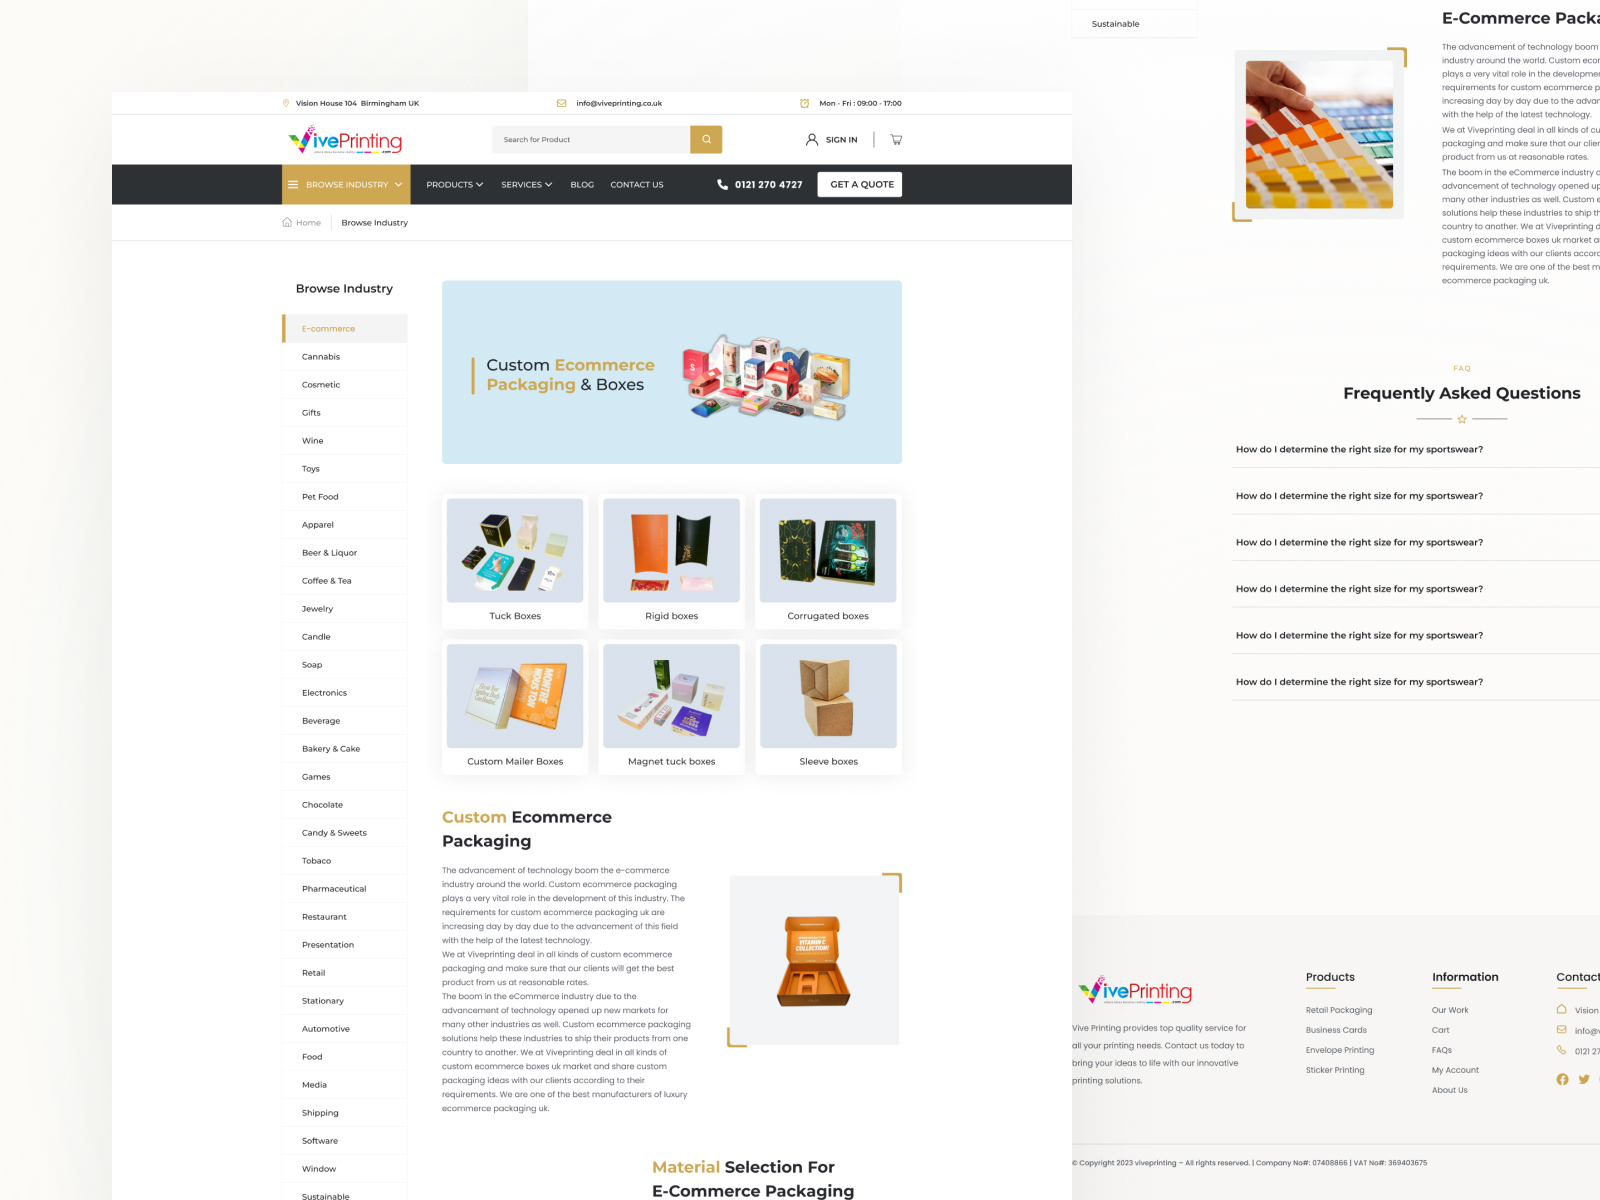 Vision House 104 Birmingham UK
info@viveprinting.co.uk
Mon - Fri : 09:00 - 17:00
VivePrinting
.com
Search for Product
SIGN IN
BROWSE INDUSTRY
PRODUCTS
SERVICES
BLOG
CONTACT US
0121 270 4727
GET A QUOTE
Home
Browse Industry
Browse Industry
E-commerce
Cannabis
Cosmetic
Gifts
Wine
Toys
Pet Food
Apparel
Beer & Liquor
Coffee & Tea
Jewelry
Candle
Soap
Electronics
Beverage
Bakery & Cake
Games
Chocolate
Candy & Sweets
Tobaco
Pharmaceutical
Restaurant
Presentation
Retail
Stationary
Automotive
Food
Media
Shipping
Software
Window
Sustainable
Custom Ecommerce
Packaging & Boxes
Tuck Boxes
Rigid boxes
Corrugated boxes
Custom Mailer Boxes
Magnet tuck boxes
Sleeve boxes
Custom Ecommerce
Packaging
The advancement of technology boom the e-commerce
industry around the world. Custom ecommerce packaging
plays a very vital role in the development of this industry. The
requirements for custom ecommerce packaging uk are
increasing day by day due to the advancement of this field
with the help of the latest technology.
We at Viveprinting deal in all kinds of custom ecommerce
packaging and make sure that our clients will get the best
product from us at reasonable rates.
The boom in the eCommerce industry due to the
advancement of technology opened up new markets for
many other industries as well. Custom ecommerce packaging
solutions help these industries to ship their products from one
country to another. We at Viveprinting deal in all kinds of
custom ecommerce boxes uk market and share custom
packaging ideas with our clients according to their
requirements. We are one of the best manufacturers of luxury
ecommerce packaging uk.
VITAMIN C
COLLECTION!
Material Selection For
E-Commerce Packaging
Sustainable
E-Commerce Packa
The advancement of technology boom
industry around the world. Custom ecor
plays a very vital role in the developmer
requirements for custom ecommerce p
increasing day by day due to the advar
with the help of the latest technology.
We at Viveprinting deal in all kinds of cu
packaging and make sure that our clier
product from us at reasonable rates.
The boom in the eCommerce industry d
advancement of technology opened up
many other industries as well. Custom e
solutions help these industries to ship th
country to another. We at Viveprinting d
custom ecommerce boxes uk market a
packaging ideas with our clients accorc
requirements. We are one of the best m
ecommerce packaging uk.
FAQ
Frequently Asked Questions
How do I determine the right size for my sportswear?
How do I determine the right size for my sportswear?
How do I determine the right size for my sportswear?
How do I determine the right size for my sportswear?
How do I determine the right size for my sportswear?
How do I determine the right size for my sportswear?
VivePrinting
.com
Vive Printing provides top quality service for
all your printing needs. Contact us today to
bring your ideas to life with our innovative
printing solutions.
Products
Retail Packaging
Business Cards
Envelope Printing
Sticker Printing
Information
Our Work
Cart
FAQs
My Account
About Us
Contac
Vision
info@v
0121 27
© Copyright 2023 viveprinting – All rights reserved. | Company No#: 07408866 | VAT No#: 369403675